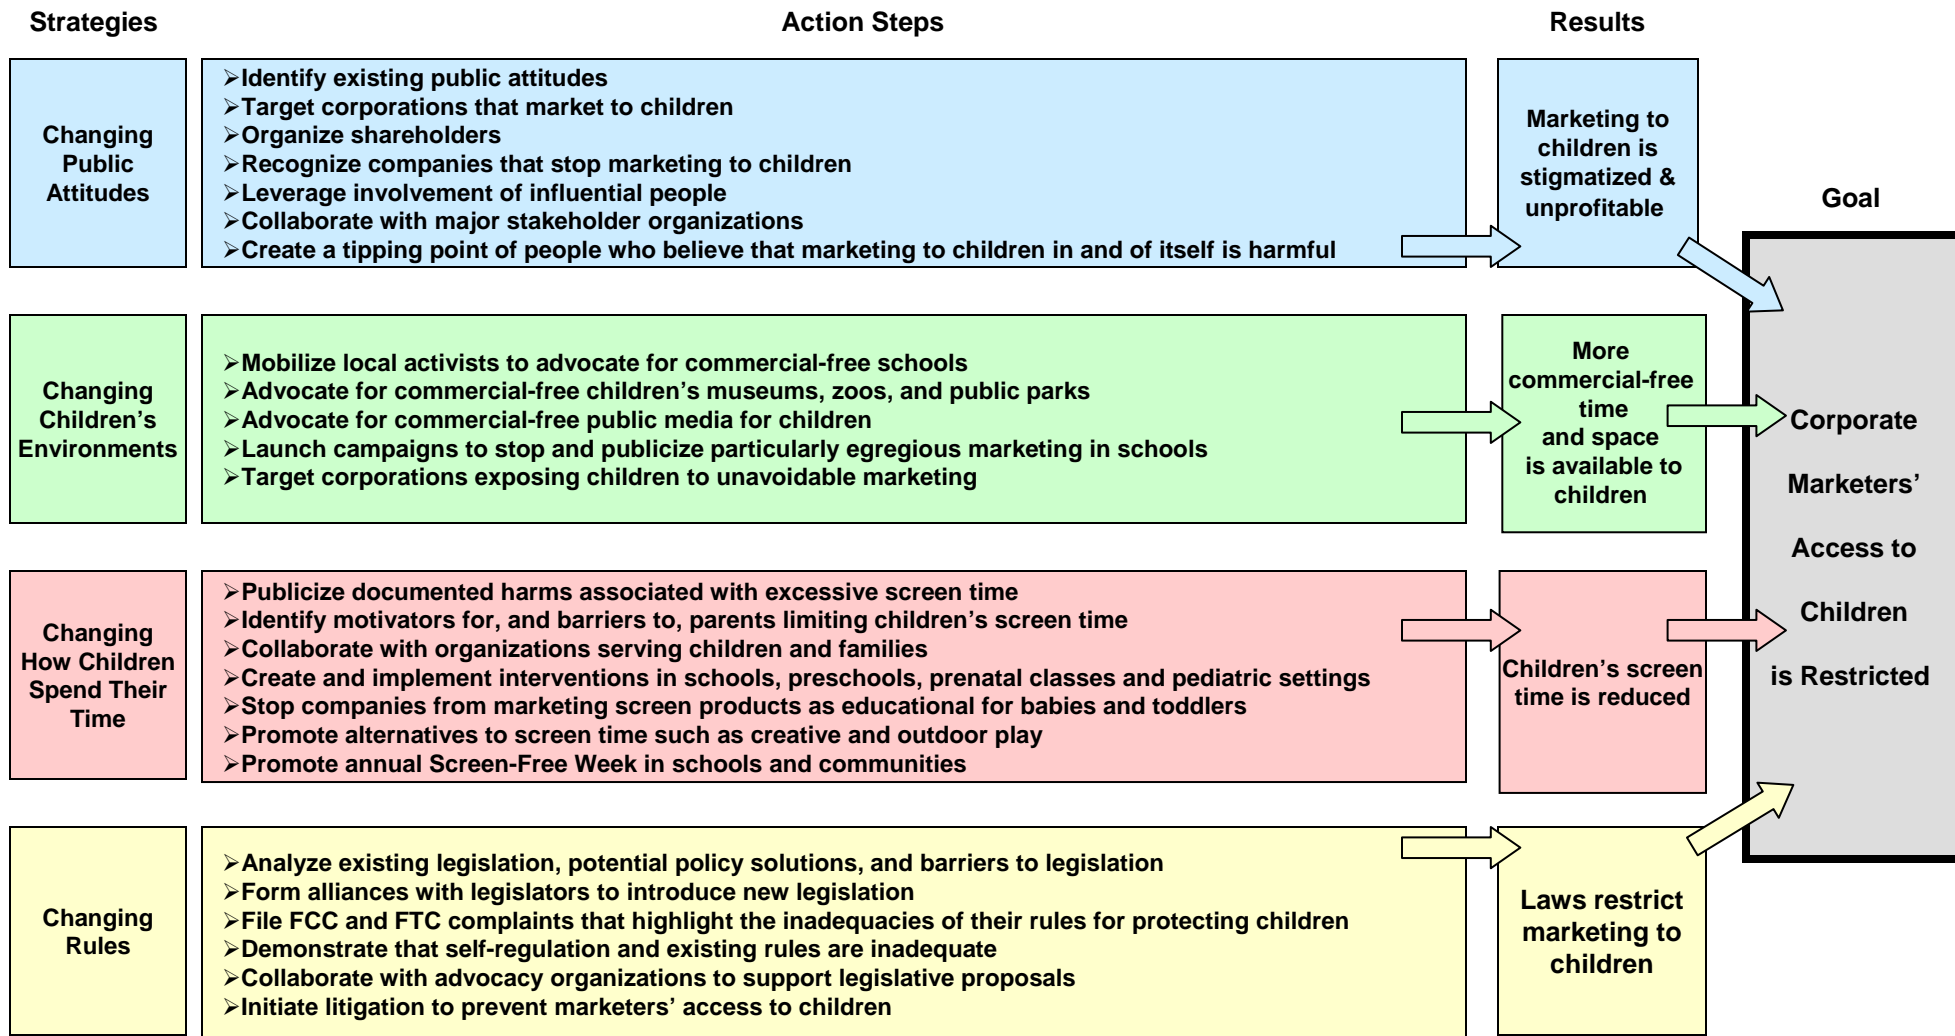 Strategies
Action Steps
Results
Changing
Public
Attitudes
➢Identify existing public attitudes
➢Target corporations that market to children
➢Organize shareholders
➢Recognize companies that stop marketing to children
➢Leverage involvement of influential people
➢Collaborate with major stakeholder organizations
➢Create a tipping point of people who believe that marketing to children in and of itself is harmful
Marketing to
children is
stigmatized &
unprofitable
Goal
Changing
Children’s
Environments
➢Mobilize local activists to advocate for commercial-free schools
➢Advocate for commercial-free children’s museums, zoos, and public parks
➢Advocate for commercial-free public media for children
➢Launch campaigns to stop and publicize particularly egregious marketing in schools
➢Target corporations exposing children to unavoidable marketing
More
commercial-free
time
and space
is available to
children
Changing
How Children
Spend Their
Time
➢Publicize documented harms associated with excessive screen time
➢Identify motivators for, and barriers to, parents limiting children’s screen time
➢Collaborate with organizations serving children and families
➢Create and implement interventions in schools, preschools, prenatal classes and pediatric settings
➢Stop companies from marketing screen products as educational for babies and toddlers
➢Promote alternatives to screen time such as creative and outdoor play
➢Promote annual Screen-Free Week in schools and communities
Children’s screen
time is reduced
Changing
Rules
➢Analyze existing legislation, potential policy solutions, and barriers to legislation
➢Form alliances with legislators to introduce new legislation
➢File FCC and FTC complaints that highlight the inadequacies of their rules for protecting children
➢Demonstrate that self-regulation and existing rules are inadequate
➢Collaborate with advocacy organizations to support legislative proposals
➢Initiate litigation to prevent marketers’ access to children
Laws restrict
marketing to
children
Corporate
Marketers’
Access to
Children
is Restricted